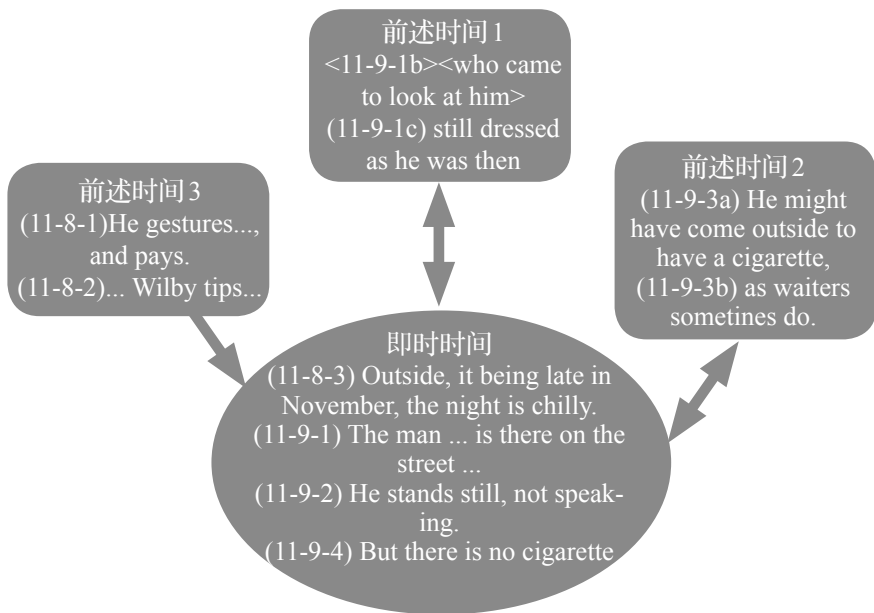 前述时间1
<11-9-1b><who came
to look at him>
(11-9-1c) still dressed
as he was then
前述时间2
(11-9-3a) He might
have come outside to
have a cigarette,
(11-9-3b) as waiters
sometines do.
前述时间3
(11-8-1)He gestures...,
and pays.
(11-8-2)... Wilby tips...
即时时间
(11-8-3) Outside, it being late in
November, the night is chilly.
(11-9-1) The man ... is there on the
street ...
(11-9-2) He stands still, not speak-
ing.
(11-9-4) But there is no cigarette